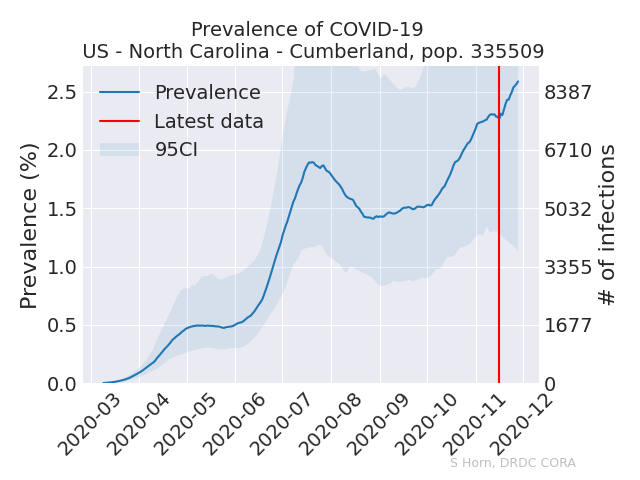 Prevalence of COVID-19
US - North Carolina - Cumberland, pop. 335509
Prevalence
Latest data
95CI
Prevalence (%)
2.5
2.0
1.5
1.0
0.5
0.0
8387
6710
5032
3355
1677
0
# of infections
2020-03
2020-04
2020-05
2020-06
2020-07
2020-08
2020-09
2020-10
2020-11
2020-12
S Horn, DRDC CORA